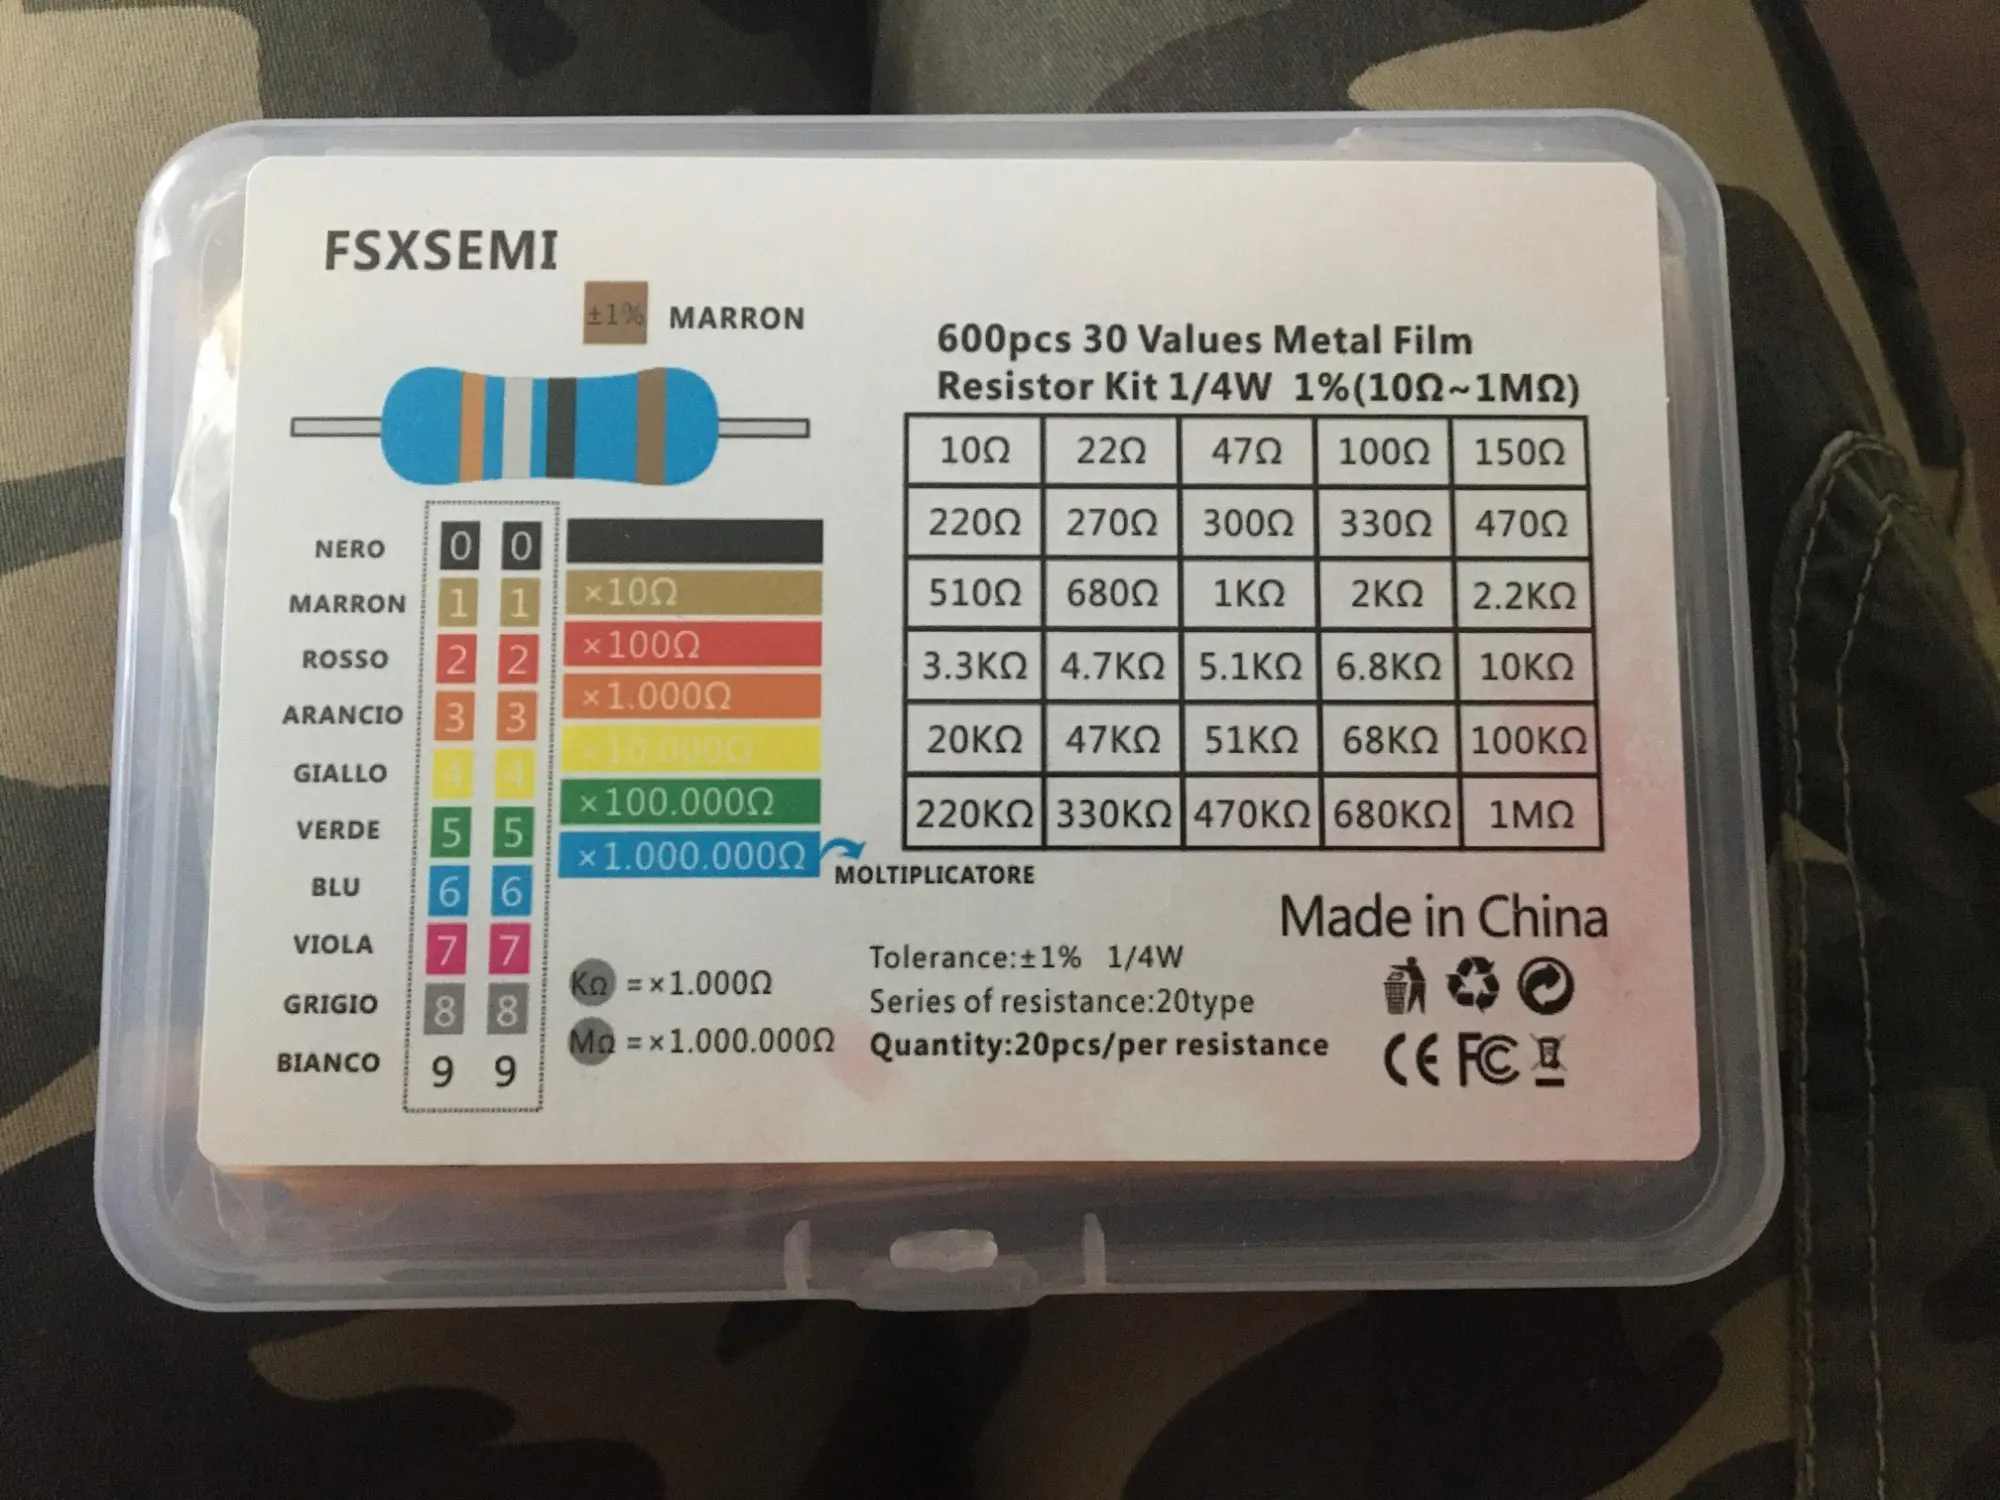 FSXSEMI
±1% MARRON
NERO 0 0
MARRON 1 1 ×10Ω
ROSSO 2 2 ×100Ω
ARANCIO 3 3 ×1.000Ω
GIALLO 4 4 ×10.000Ω
VERDE 5 5 ×100.000Ω
BLU 6 6 ×1.000.000Ω
MOLTIPLICATORE
VIOLA 7 7
GRIGIO 8 8
BIANCO 9 9
KΩ =×1.000Ω
MΩ =×1.000.000Ω
600pcs 30 Values Metal Film
Resistor Kit 1/4W 1%(10Ω~1MΩ)
10Ω 22Ω 47Ω 100Ω 150Ω
220Ω 270Ω 300Ω 330Ω 470Ω
510Ω 680Ω 1KΩ 2KΩ 2.2KΩ
3.3KΩ 4.7KΩ 5.1KΩ 6.8KΩ 10KΩ
20KΩ 47KΩ 51KΩ 68KΩ 100KΩ
220KΩ 330KΩ 470KΩ 680KΩ 1MΩ
Made in China
Tolerance:±1% 1/4W
Series of resistance:20type
Quantity:20pcs/per resistance
CE FC